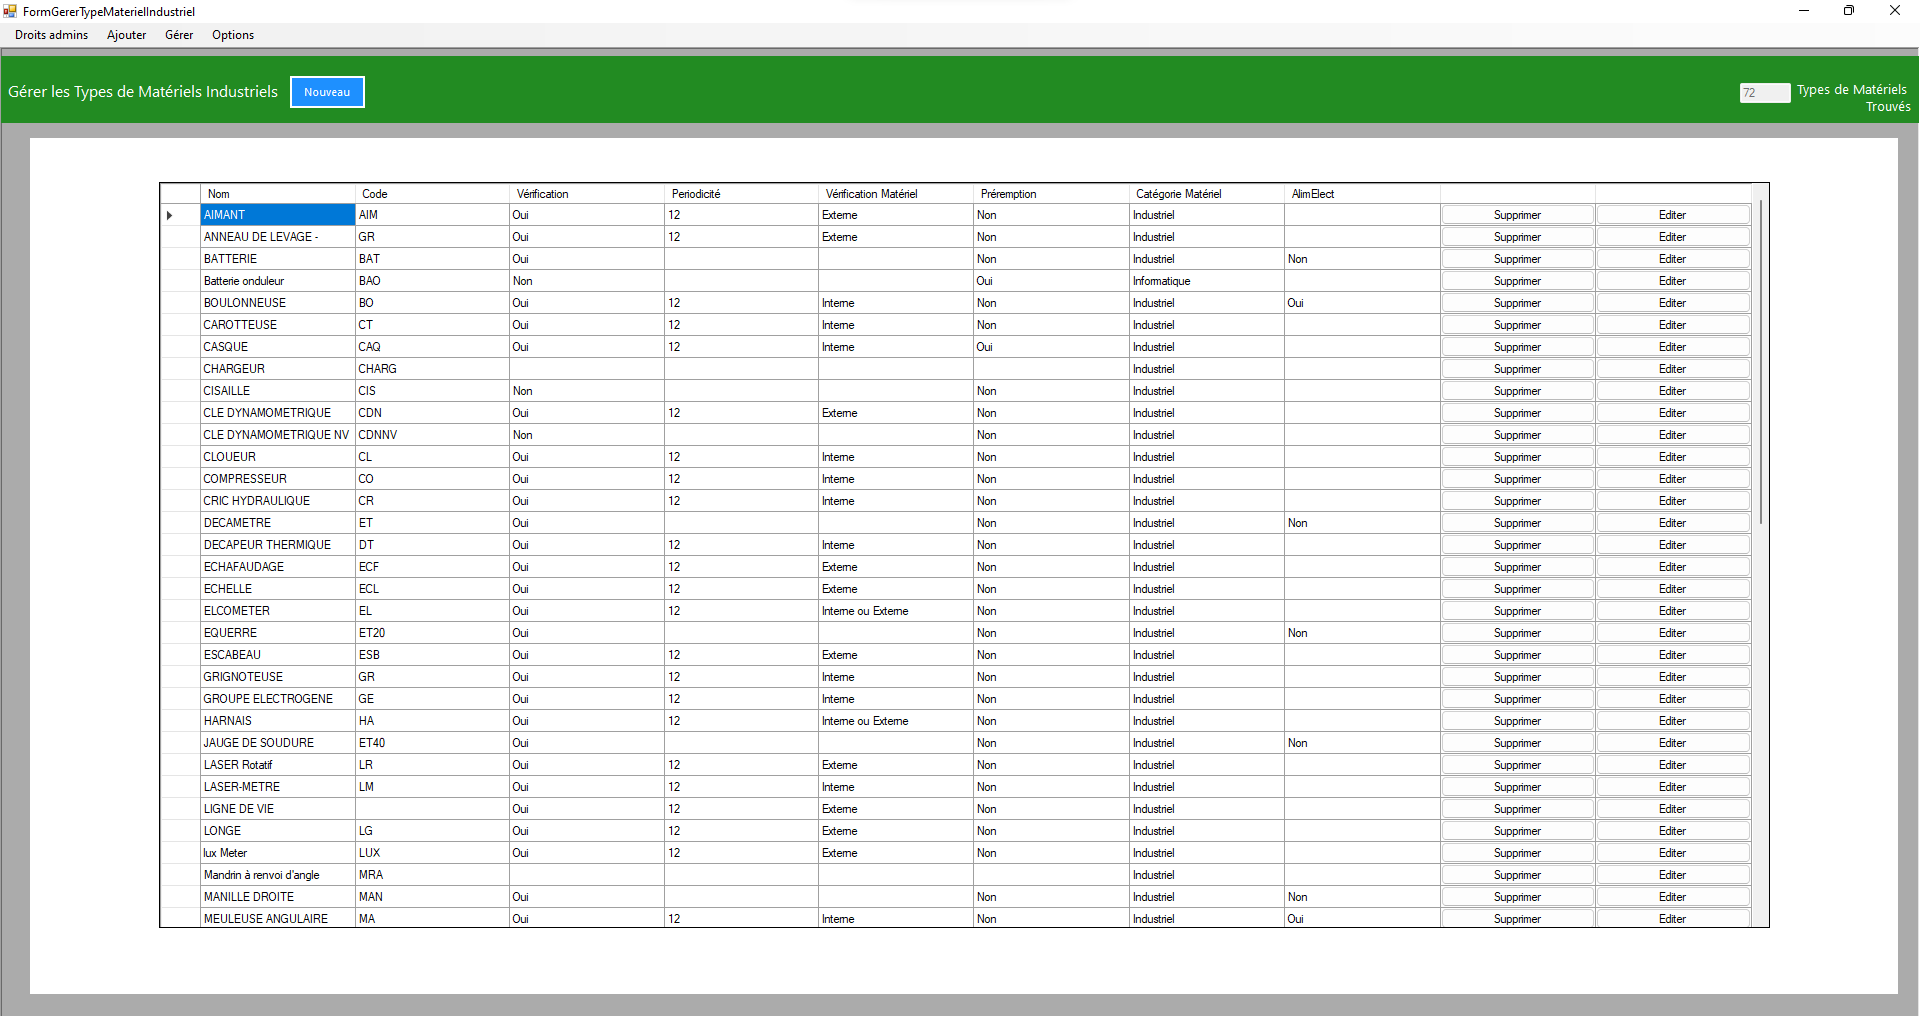 FormGererTypeMaterielIndustriel
Droits admins Ajouter Gérer Options
Gérer les Types de Matériels Industriels Nouveau
72 Types de Matériels
Trouvés
Nom Code Vérification Periodicité Vérification Matériel Préremption Catégorie Matériel AlimElect
AIMANT AIM Oui 12 Externe Non Industriel Supprimer Editer
ANNEAU DE LEVAGE - GR Oui 12 Externe Non Industriel Supprimer Editer
BATTERIE BAT Oui Non Industriel Non Supprimer Editer
Batterie onduleur BAO Non Oui Informatique Supprimer Editer
BOULONNEUSE BO Oui 12 Interne Non Industriel Oui Supprimer Editer
CAROTTEUSE CT Oui 12 Interne Non Industriel Supprimer Editer
CASQUE CAQ Oui 12 Interne Oui Industriel Supprimer Editer
CHARGEUR CHARG Industriel Supprimer Editer
CISAILLE CIS Non Non Industriel Supprimer Editer
CLE DYNAMOMETRIQUE CDN Oui 12 Externe Non Industriel Supprimer Editer
CLE DYNAMOMETRIQUE NV CDNNV Non Non Industriel Supprimer Editer
CLOUEUR CL Oui 12 Interne Non Industriel Supprimer Editer
COMPRESSEUR CO Oui 12 Interne Non Industriel Supprimer Editer
CRIC HYDRAULIQUE CR Oui 12 Interne Non Industriel Supprimer Editer
DECAMETRE ET Oui Non Industriel Non Supprimer Editer
DECAPEUR THERMIQUE DT Oui 12 Interne Non Industriel Supprimer Editer
ECHAFAUDAGE ECF Oui 12 Externe Non Industriel Supprimer Editer
ECHELLE ECL Oui 12 Externe Non Industriel Supprimer Editer
ELCOMETER EL Oui 12 Interne ou Externe Non Industriel Supprimer Editer
EQUERRE ET20 Oui Non Industriel Non Supprimer Editer
ESCABEAU ESB Oui 12 Externe Non Industriel Supprimer Editer
GRIGNOTEUSE GR Oui 12 Interne Non Industriel Supprimer Editer
GROUPE ELECTROGENE GE Oui 12 Interne Non Industriel Supprimer Editer
HARNAIS HA Oui 12 Interne ou Externe Non Industriel Supprimer Editer
JAUGE DE SOUDURE ET40 Oui Non Industriel Non Supprimer Editer
LASER Rotatif LR Oui 12 Externe Non Industriel Supprimer Editer
LASER-METRE LM Oui 12 Interne Non Industriel Supprimer Editer
LIGNE DE VIE Oui 12 Externe Non Industriel Supprimer Editer
LONGE LG Oui 12 Externe Non Industriel Supprimer Editer
lux Meter LUX Oui 12 Externe Non Industriel Supprimer Editer
Mandrin à renvoi d'angle MRA Industriel Supprimer Editer
MANILLE DROITE MAN Oui Non Industriel Non Supprimer Editer
MEULEUSE ANGULAIRE MA Oui 12 Interne Non Industriel Oui Supprimer Editer